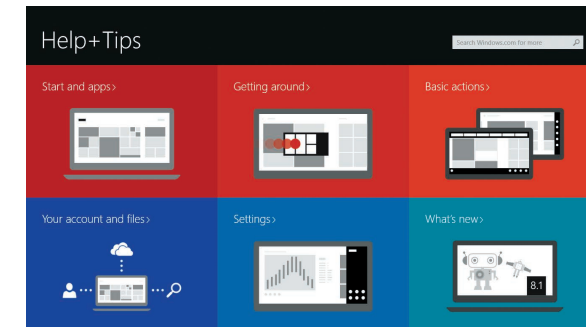 Help+Tips
Search Windows.com for more
Start and apps>
Getting around>
Basic actions>
Your account and files>
Settings>
What's new>
8.1